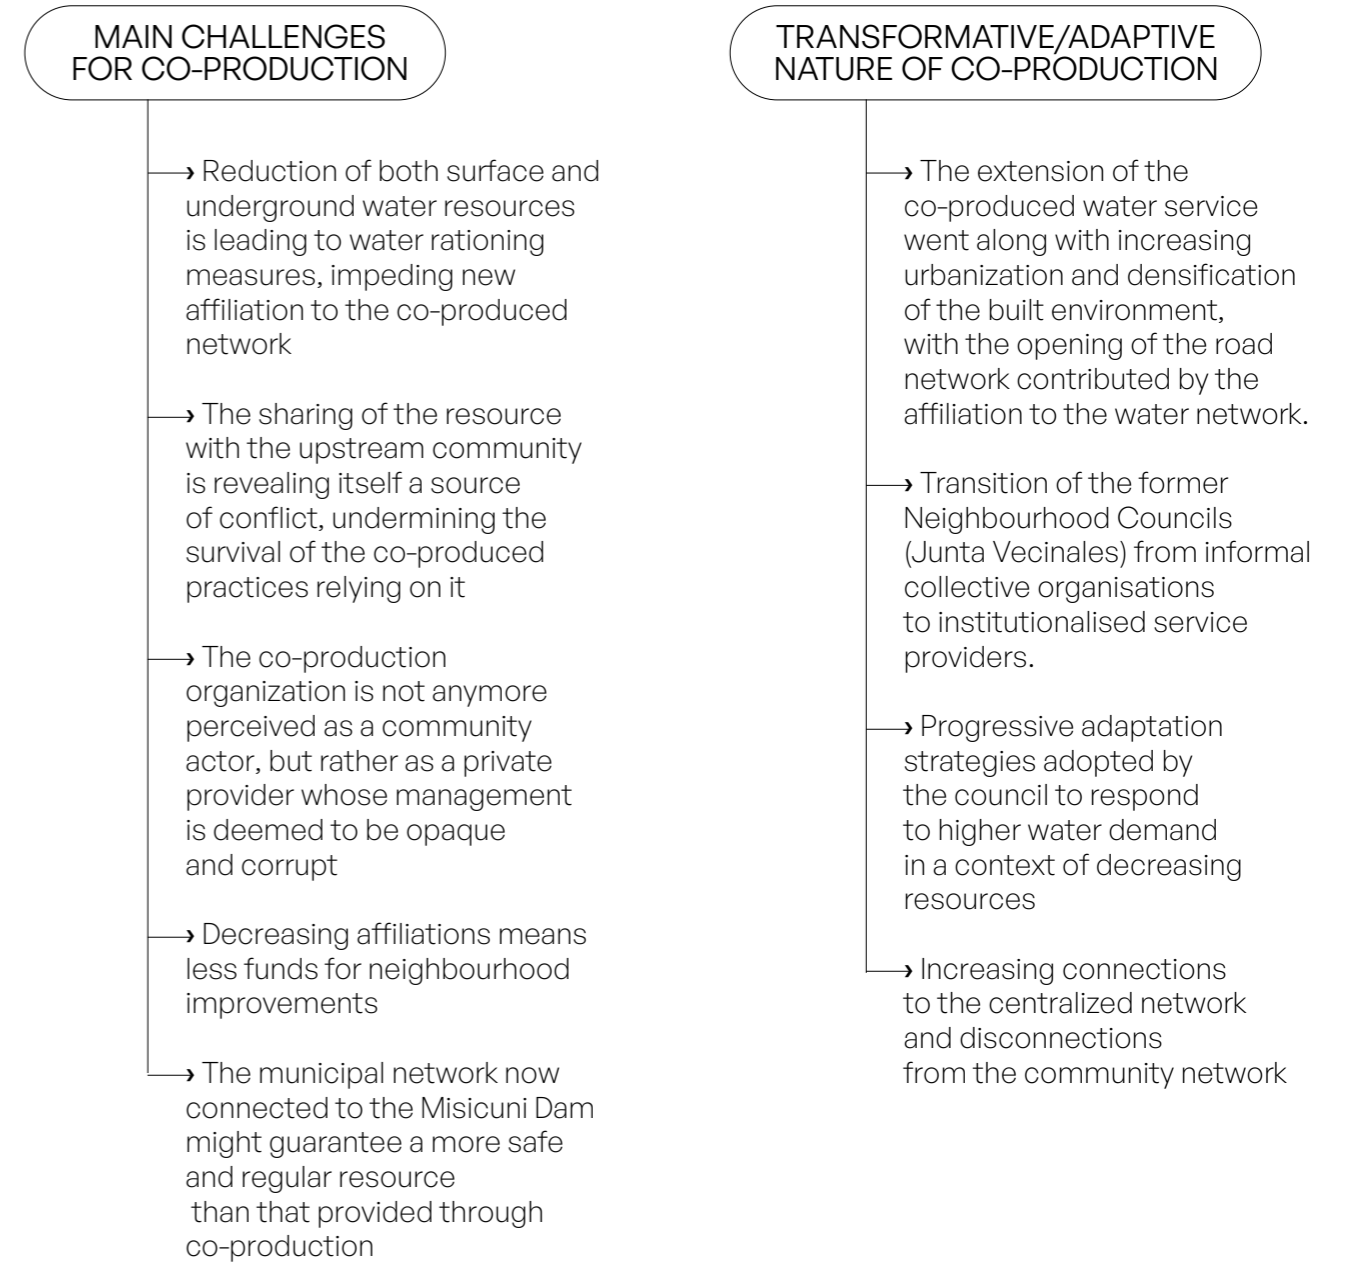 MAIN CHALLENGES
FOR CO-PRODUCTION
› Reduction of both surface and
underground water resources
is leading to water rationing
measures, impeding new
affiliation to the co-produced
network
› The sharing of the resource
with the upstream community
is revealing itself a source
of conflict, undermining the
survival of the co-produced
practices relying on it
› The co-production
organization is not anymore
perceived as a community
actor, but rather as a private
provider whose management
is deemed to be opaque
and corrupt
› Decreasing affiliations means
less funds for neighbourhood
improvements
› The municipal network now
connected to the Misicuni Dam
might guarantee a more safe
and regular resource
than that provided through
co-production
TRANSFORMATIVE/ADAPTIVE
NATURE OF CO-PRODUCTION
› The extension of the
co-produced water service
went along with increasing
urbanization and densification
of the built environment,
with the opening of the road
network contributed by the
affiliation to the water network.
› Transition of the former
Neighbourhood Councils
(Junta Vecinales) from informal
collective organisations
to institutionalised service
providers.
› Progressive adaptation
strategies adopted by
the council to respond
to higher water demand
in a context of decreasing
resources
› Increasing connections
to the centralized network
and disconnections
from the community network